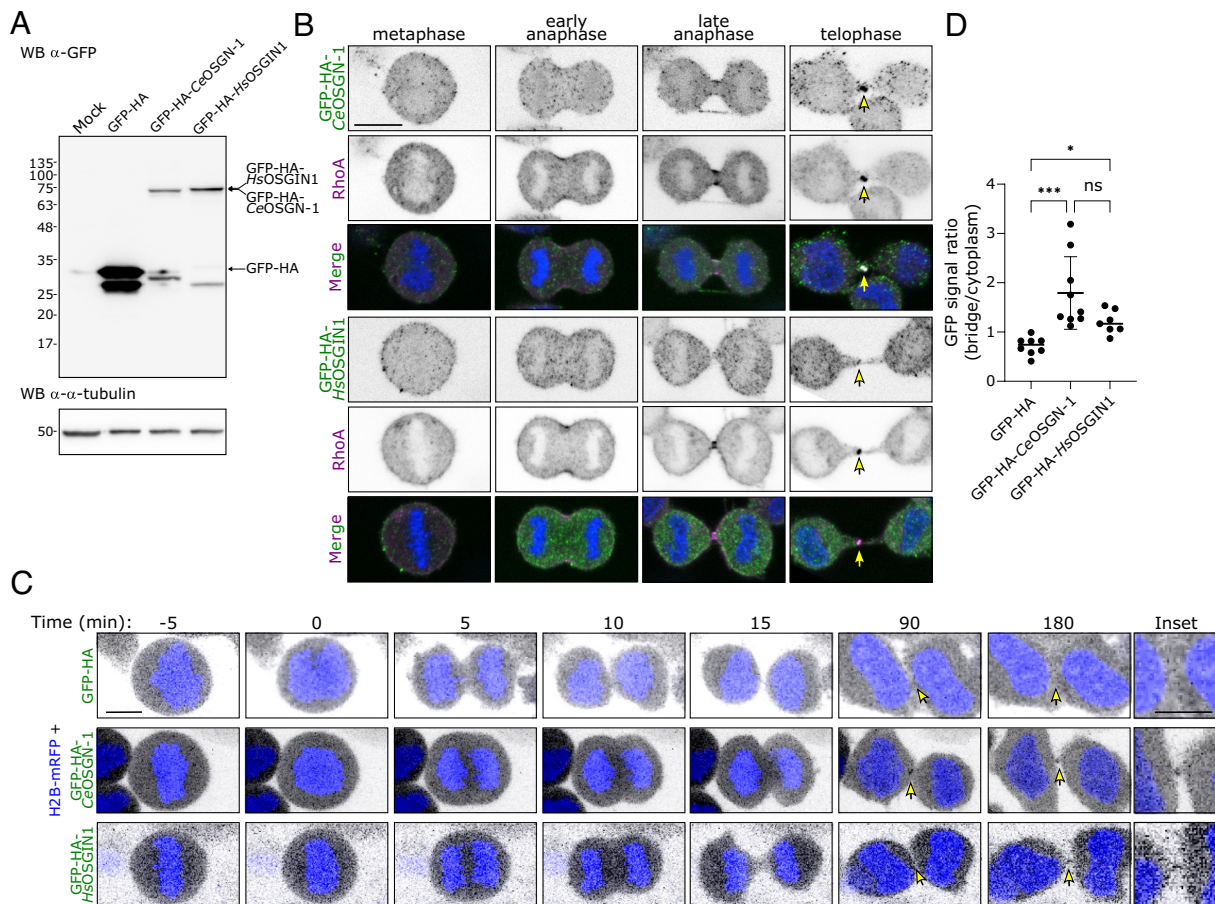 A
WB α-GFP
Mock
GFP-HA
GFP-HA-CeOSGN-1
GFP-HA-HsOSGIN1
135-
100-
75-
63-
48-
35-
25-
20-
17-
GFP-HA-
HsOSGIN1
GFP-HA-
CeOSGN-1
GFP-HA
WB α-α-tubulin
50-
B
metaphase
early
anaphase
late
anaphase
telophase
GFP-HA-
CeOSGN-1
RhoA
Merge
GFP-HA-
HsOSGIN1
RhoA
Merge
D
GFP signal ratio
(bridge/cytoplasm)
4
3
2
1
0
*
***
ns
GFP-HA
GFP-HA-CeOSGN-1
GFP-HA-HsOSGIN1
C
Time (min):
-5
0
5
10
15
90
180
Inset
H2B-mRFP +
GFP-HA
GFP-HA-
CeOSGN-1
GFP-HA-
HsOSGIN1